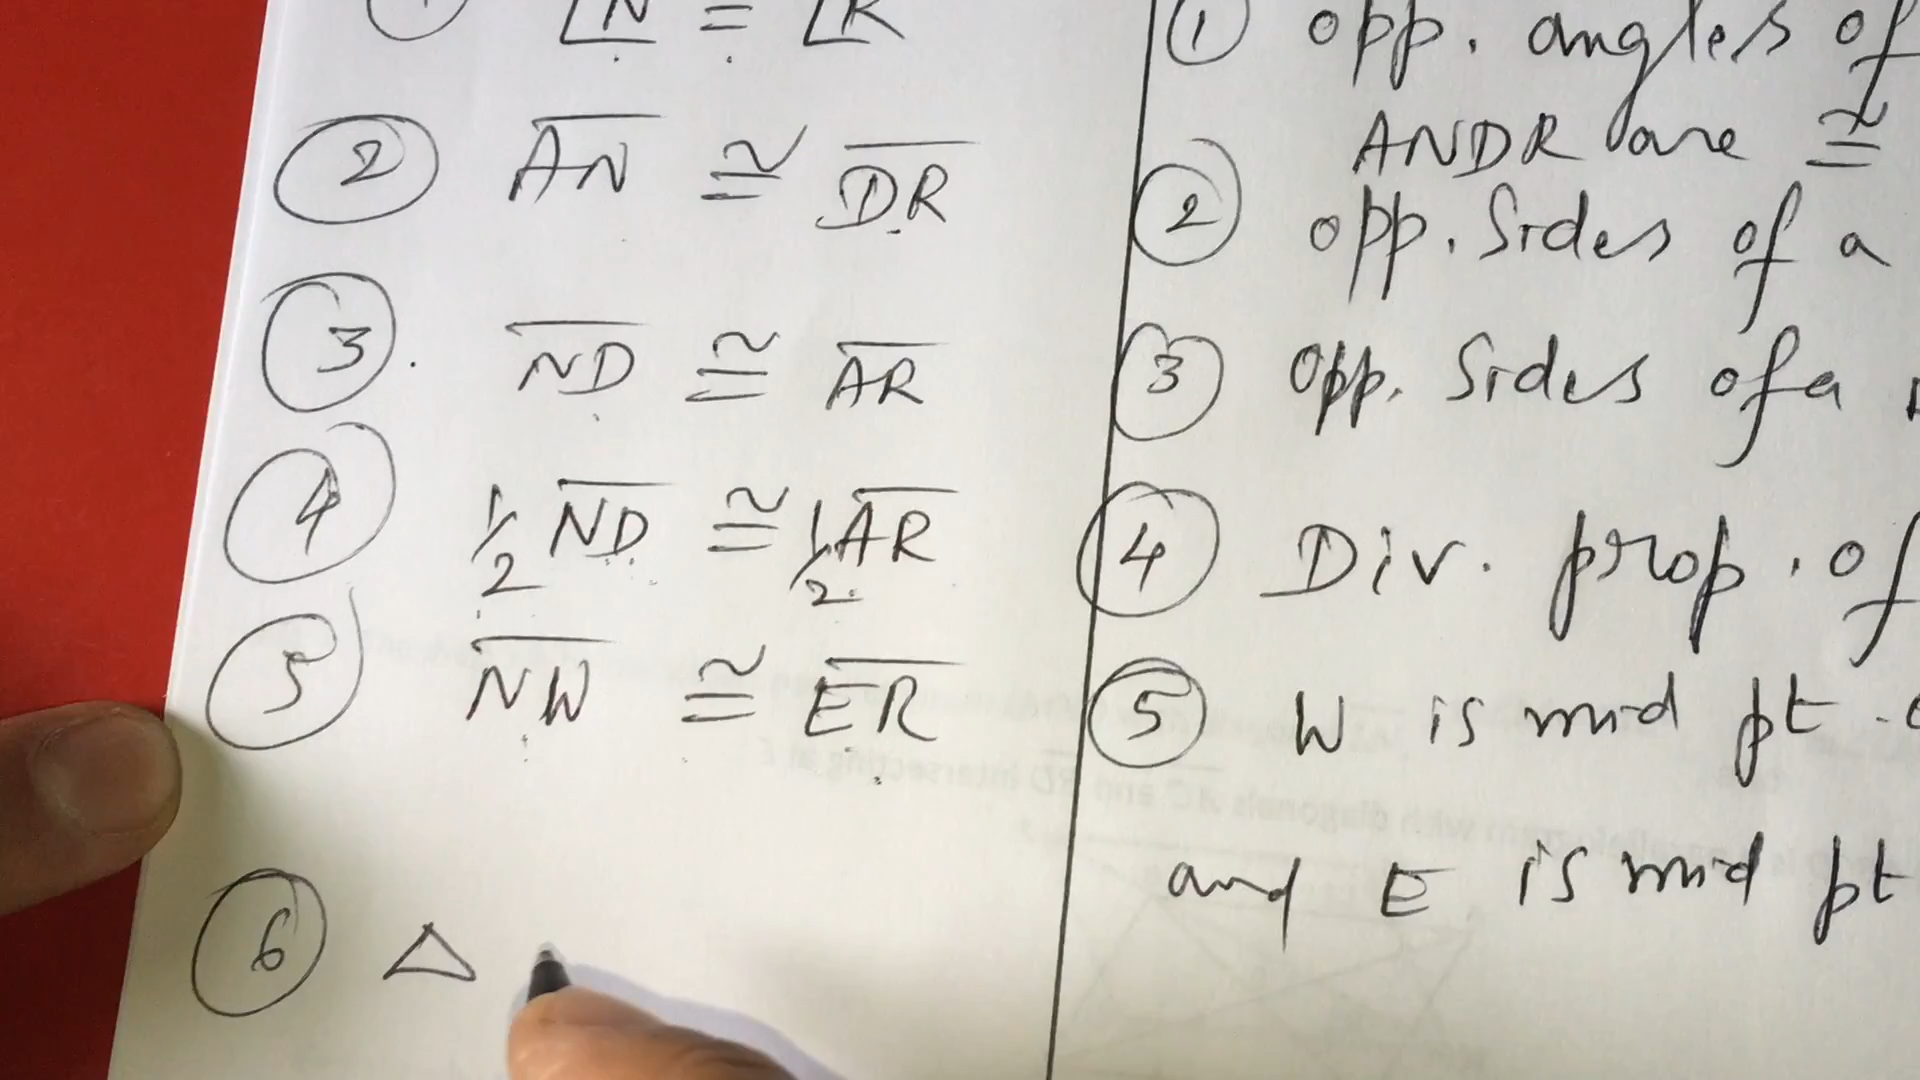 ① ∠N ≅ ∠R
② AN ≅ DR
③. ND ≅ AR
④ 1/2 ND ≅ 1/2 AR
⑤ NW ≅ ER
⑥ △
① opp. angles of
ANDR are ≅
② opp. sides of a
③ opp. sides of a
④ Div. prop. of
⑤ W is mid pt.
and E is mid pt